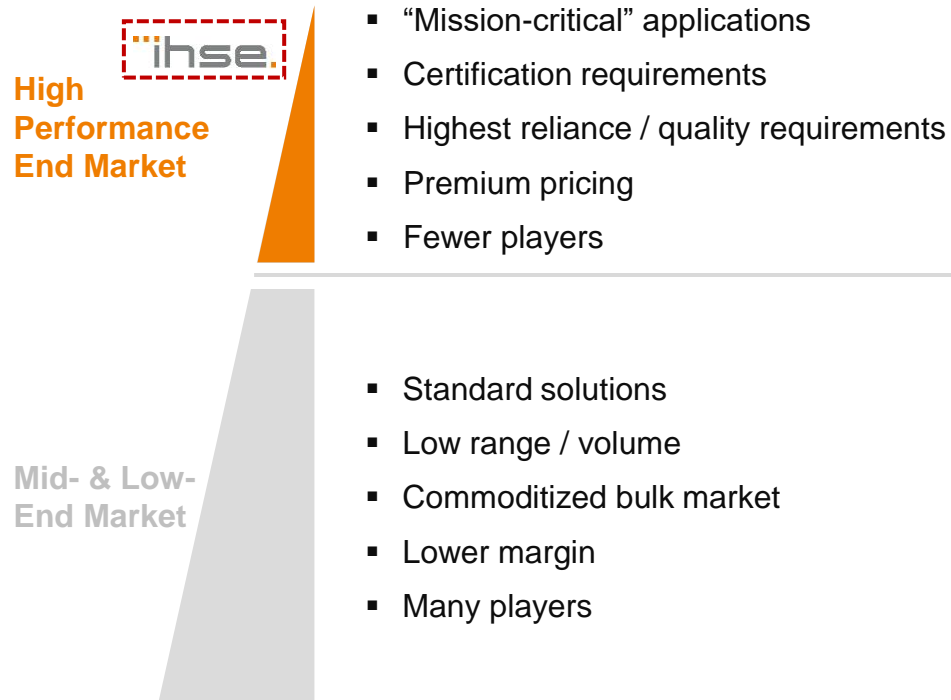 ihse.
High
Performance
End Market
▪ “Mission-critical” applications
▪ Certification requirements
▪ Highest reliance / quality requirements
▪ Premium pricing
▪ Fewer players
Mid- & Low-
End Market
▪ Standard solutions
▪ Low range / volume
▪ Commoditized bulk market
▪ Lower margin
▪ Many players